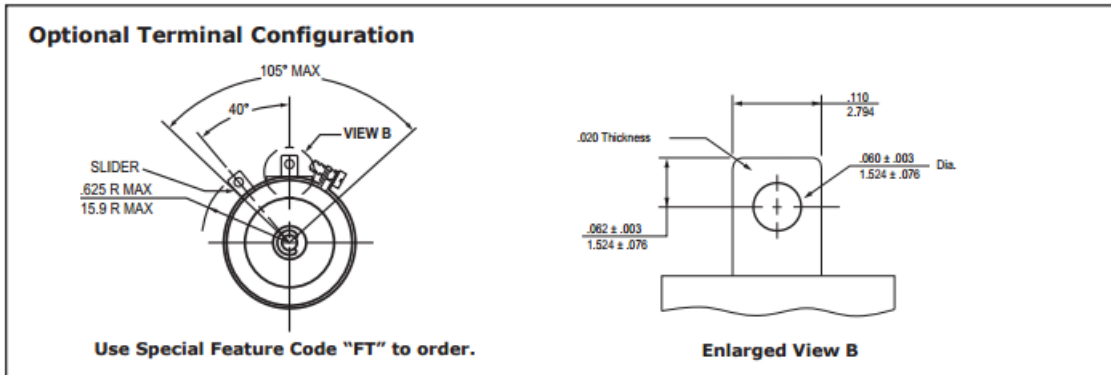 Optional Terminal Configuration
105° MAX
40°
VIEW B
SLIDER
.625 R MAX
15.9 R MAX
Use Special Feature Code “FT” to order.
.110
2.794
.020 Thickness
.060 ± .003 Dia.
1.524 ± .076
.062 ± .003
1.524 ± .076
Enlarged View B